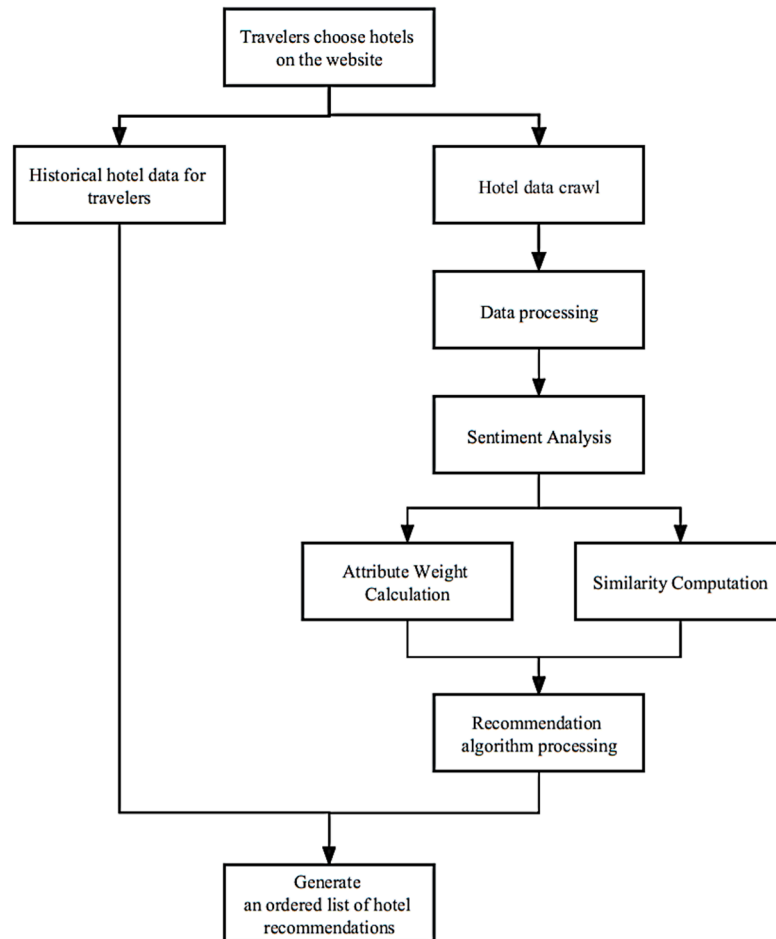 Travelers choose hotels
on the website
Historical hotel data for
travelers
Hotel data crawl
Data processing
Sentiment Analysis
Attribute Weight
Calculation
Similarity Computation
Recommendation
algorithm processing
Generate
an ordered list of hotel
recommendations